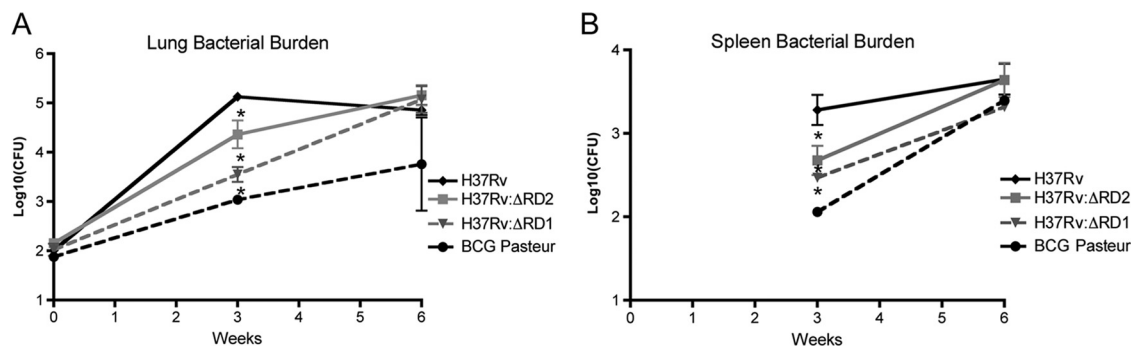 A
Lung Bacterial Burden
Log10(CFU)
6
5
4
3
2
1
*
*
*
0
1
2
3
2
5
6
Weeks
H37Rv
H37Rv:ΔRD2
H37Rv:ΔRD1
BCG Pasteur
B
Spleen Bacterial Burden
Log10(CFU)
4
3
2
1
*
*
*
0
1
2
3
4
5
6
Weeks
H37Rv
H37Rv:ΔRD2
H37Rv:ΔRD1
BCG Pasteur